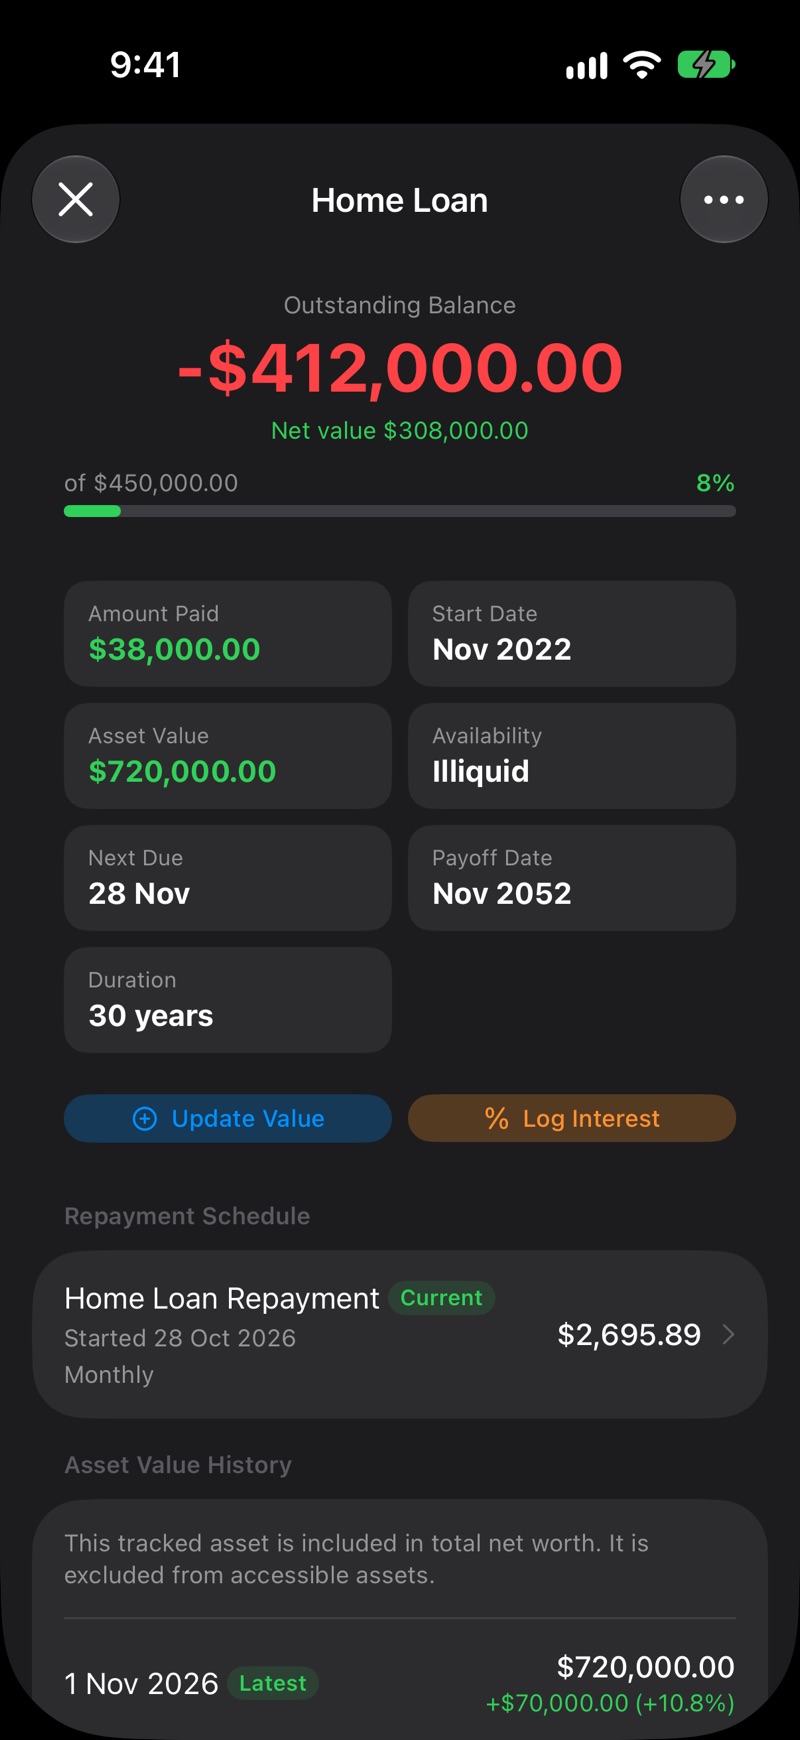 9:41
Home Loan
Outstanding Balance
-$412,000.00
Net value $308,000.00
of $450,000.00 8%
Amount Paid
$38,000.00
Start Date
Nov 2022
Asset Value
$720,000.00
Availability
Illiquid
Next Due
28 Nov
Payoff Date
Nov 2052
Duration
30 years
Update Value
% Log Interest
Repayment Schedule
Home Loan Repayment Current
Started 28 Oct 2026
$2,695.89
Monthly
Asset Value History
This tracked asset is included in total net worth. It is
excluded from accessible assets.
1 Nov 2026 Latest
$720,000.00
+$70,000.00 (+10.8%)